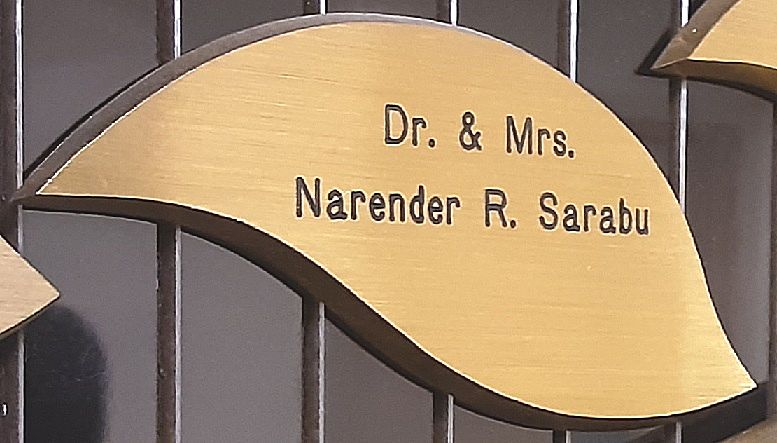 Dr. & Mrs.
Narender R. Sarabu